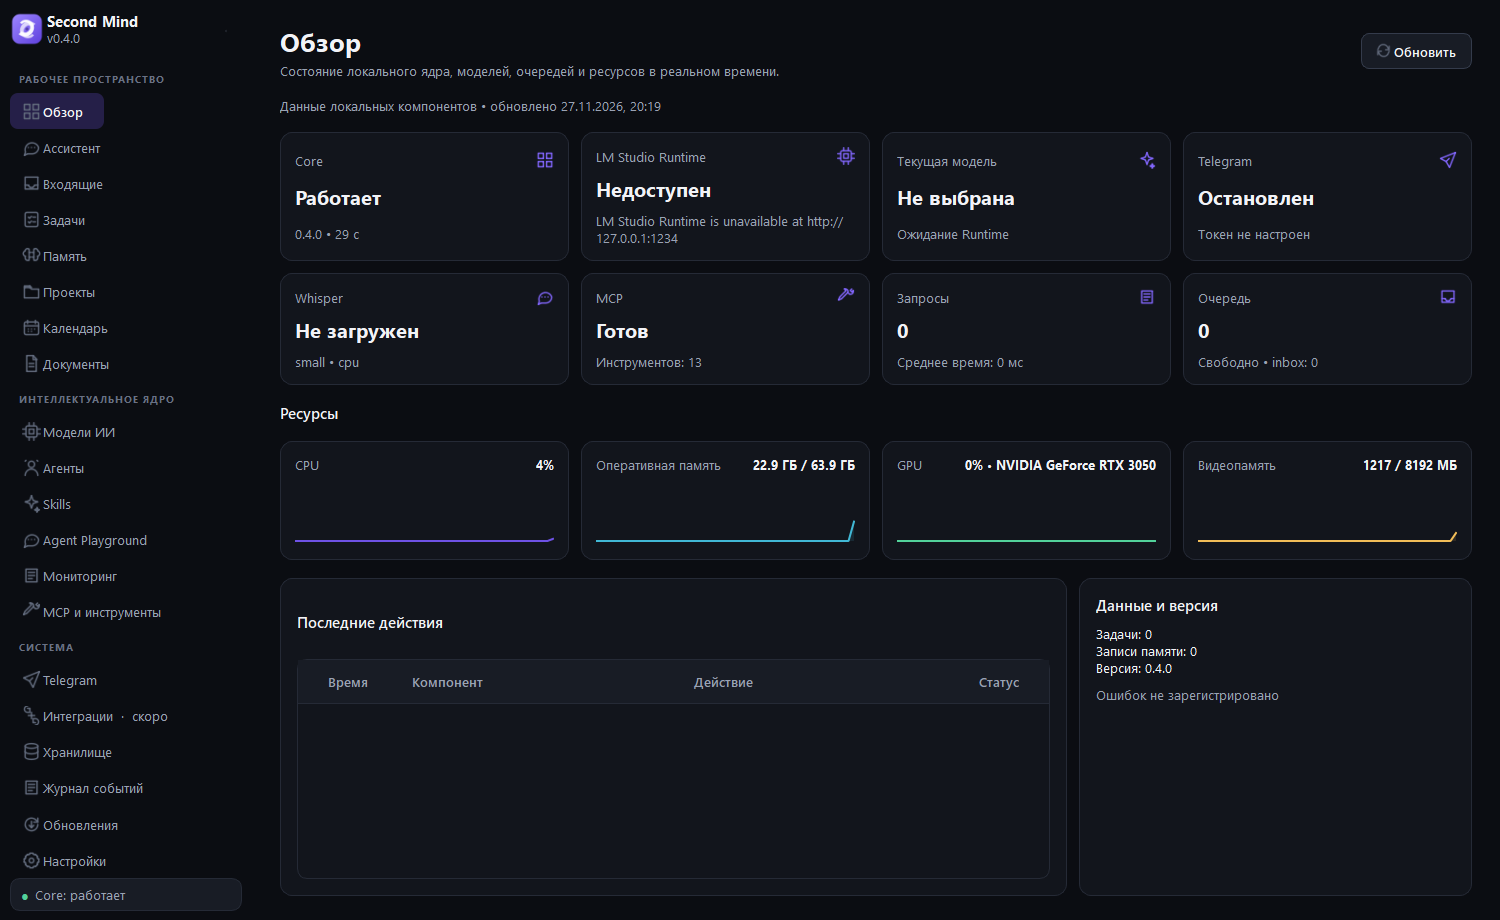 Second Mind
v0.4.0
РАБОЧЕЕ ПРОСТРАНСТВО
Обзор
Ассистент
Входящие
Задачи
Память
Проекты
Календарь
Документы
ИНТЕЛЛЕКТУАЛЬНОЕ ЯДРО
Модели ИИ
Агенты
Skills
Agent Playground
Мониторинг
MCP и инструменты
СИСТЕМА
Telegram
Интеграции · скоро
Хранилище
Журнал событий
Обновления
Настройки
Core: работает
Обзор
Состояние локального ядра, моделей, очередей и ресурсов в реальном времени.
Обновить
Данные локальных компонентов • обновлено 27.11.2026, 20:19
Core
Работает
0.4.0 • 29 с
LM Studio Runtime
Недоступен
LM Studio Runtime is unavailable at http://
127.0.0.1:1234
Текущая модель
Не выбрана
Ожидание Runtime
Telegram
Остановлен
Токен не настроен
Whisper
Не загружен
small • cpu
MCP
Готов
Инструментов: 13
Запросы
0
Среднее время: 0 мс
Очередь
0
Свободно • inbox: 0
Ресурсы
CPU 4%
Оперативная память 22.9 ГБ / 63.9 ГБ
GPU 0% • NVIDIA GeForce RTX 3050
Видеопамять 1217 / 8192 МБ
Последние действия
Время Компонент Действие Статус
Данные и версия
Задачи: 0
Записи памяти: 0
Версия: 0.4.0
Ошибок не зарегистрировано